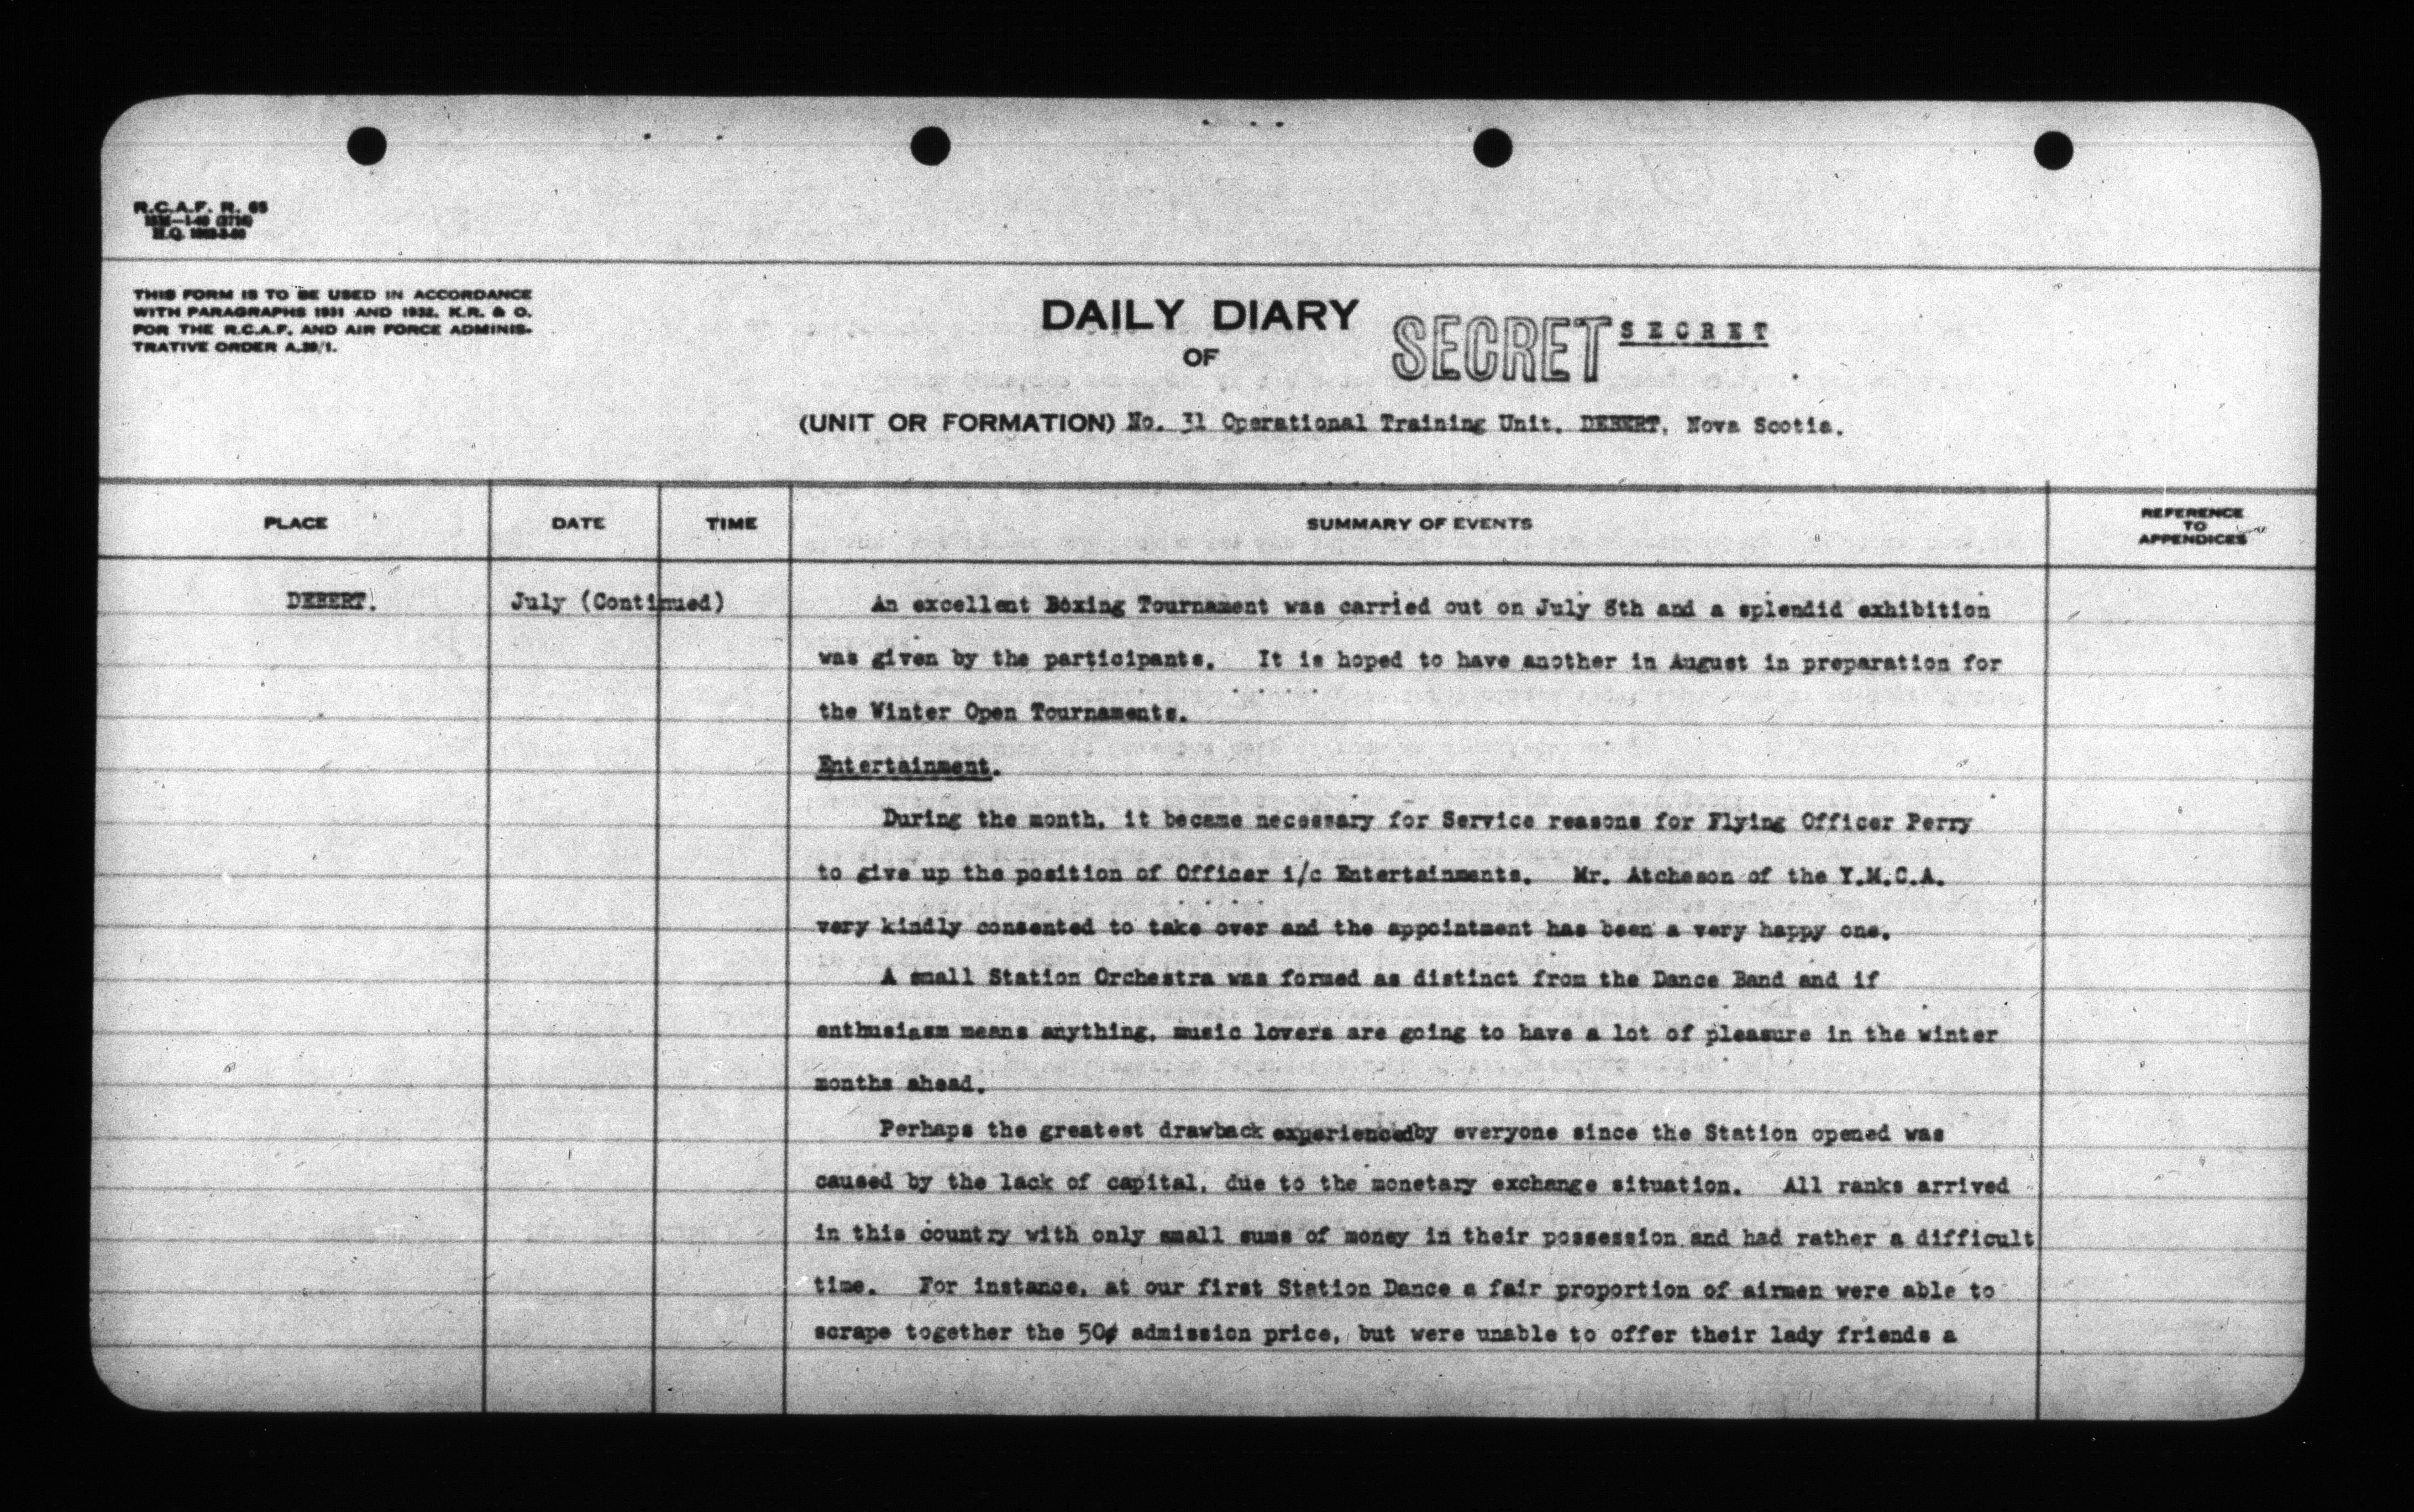 R.C.A.F. R. 65
THIS FORM IS TO BE USED IN ACCORDANCE
WITH PARAGRAPHS 1931 AND 1932, K.R. & O.
FOR THE R.C.A.F. AND AIR FORCE ADMINIS-
TRATIVE ORDER A.20/1.
DAILY DIARY
OF
SECRET
SECRET
(UNIT OR FORMATION) No. 31 Operational Training Unit, DEBERT, Nova Scotia.
PLACE
DATE
TIME
SUMMARY OF EVENTS
REFERENCE
TO
APPENDICES
DEBERT.
July (Continued)
An excellent Boxing Tournament was carried out on July 8th and a splendid exhibition
was given by the participants. It is hoped to have another in August in preparation for
the Winter Open Tournaments.
Entertainment.
During the month, it became necessary for Service reasons for Flying Officer Perry
to give up the position of Officer i/c Entertainments. Mr. Atcheson of the Y.M.C.A.
very kindly consented to take over and the appointment has been a very happy one.
A small Station Orchestra was formed as distinct from the Dance Band and if
enthusiasm means anything, music lovers are going to have a lot of pleasure in the winter
months ahead.
Perhaps the greatest drawback experiencedby everyone since the Station opened was
caused by the lack of capital, due to the monetary exchange situation. All ranks arrived
in this country with only small sums of money in their possession and had rather a difficult
time. For instance, at our first Station Dance a fair proportion of airmen were able to
scrape together the 50¢ admission price, but were unable to offer their lady friends a